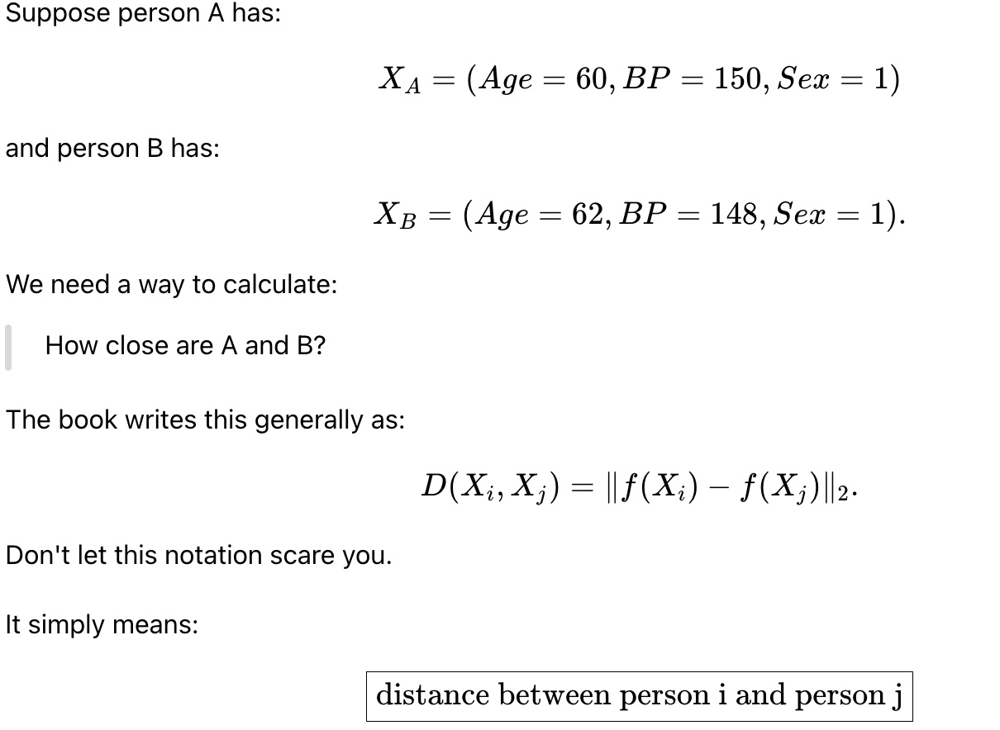 Suppose person A has:
X_A = (Age = 60, BP = 150, Sex = 1)
and person B has:
X_B = (Age = 62, BP = 148, Sex = 1).
We need a way to calculate:
How close are A and B?
The book writes this generally as:
D(X_i, X_j) = ‖f(X_i) − f(X_j)‖_2.
Don't let this notation scare you.
It simply means:
distance between person i and person j